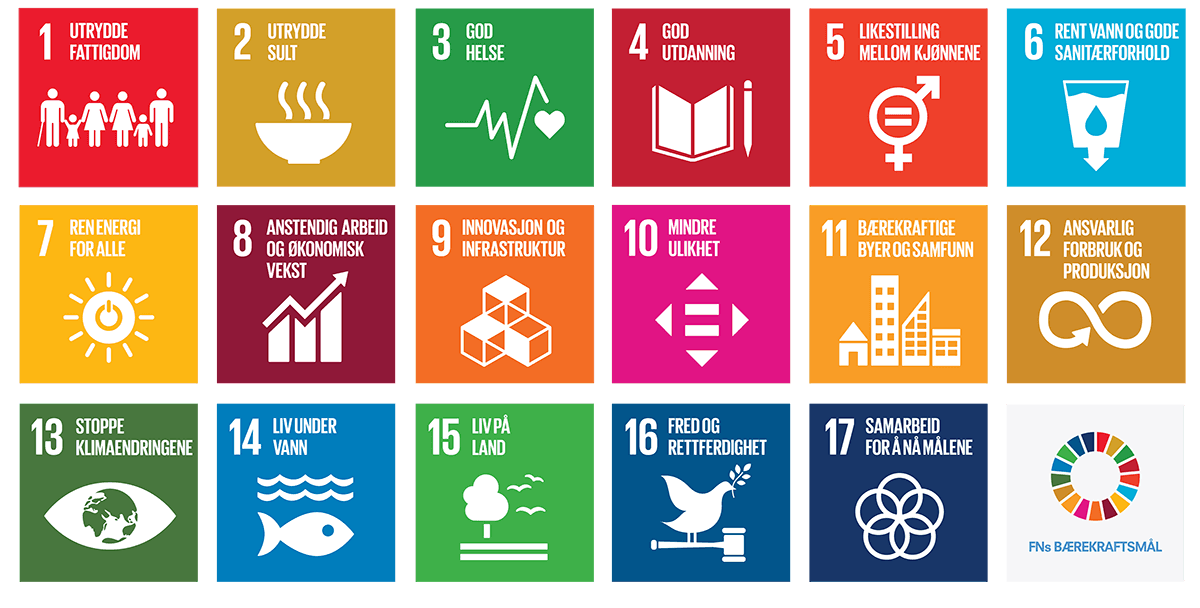 1 UTRYDDE
FATTIGDOM
2 UTRYDDE
SULT
3 GOD
HELSE
4 GOD
UTDANNING
5 LIKESTILLING
MELLOM KJØNNENE
6 RENT VANN OG GODE
SANITÆRFORHOLD
7 REN ENERGI
FOR ALLE
8 ANSTENDIG ARBEID
OG ØKONOMISK
VEKST
9 INNOVASJON OG
INFRASTRUKTUR
10 MINDRE
ULIKHET
11 BÆREKRAFTIGE
BYER OG SAMFUNN
12 ANSVARLIG
FORBRUK OG
PRODUKSJON
13 STOPPE
KLIMAENDRINGENE
14 LIV UNDER
VANN
15 LIV PÅ
LAND
16 FRED OG
RETTFERDIGHET
17 SAMARBEID
FOR Å NÅ MÅLENE
FNs BÆREKRAFTSMÅL